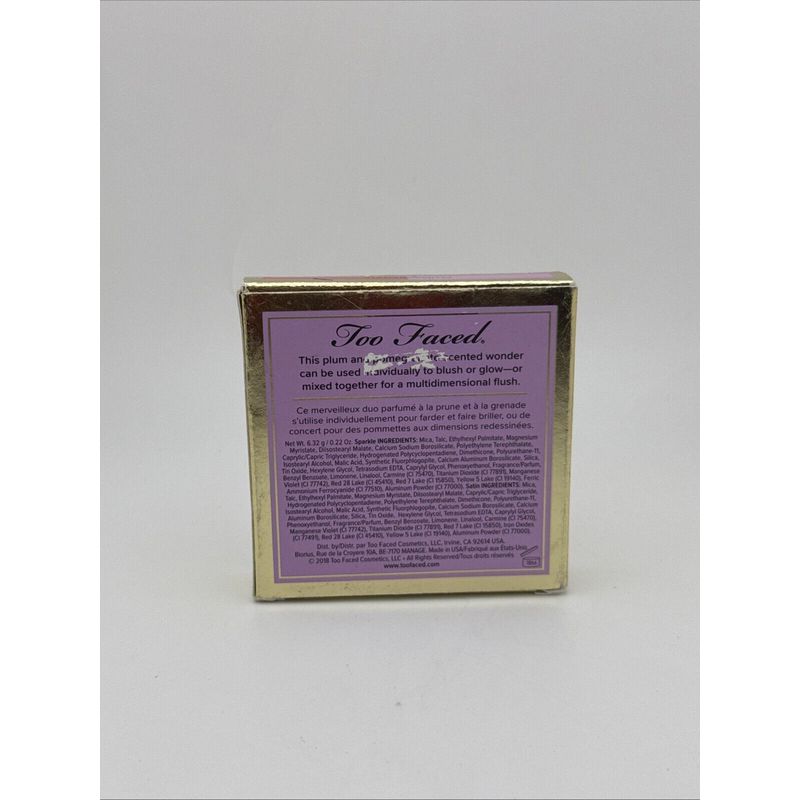 Too Faced.
This plum and pomegranate scented wonder
can be used individually to blush or glow—or
mixed together for a multidimensional flush.
Ce merveilleux duo parfumé à la prune et à la grenade
s'utilise individuellement pour farder et faire briller, ou de
concert pour des pommettes aux dimensions redessinées.
Net Wt. 6.32 g / 0.22 Oz. Sparkle INGREDIENTS: Mica, Talc, Ethylhexyl Palmitate, Magnesium
Myristate, Diisostearyl Malate, Calcium Sodium Borosilicate, Polyethylene Terephthalate,
Caprylic/Capric Triglyceride, Hydrogenated Polycyclopentadiene, Dimethicone, Polyurethane-11,
Isostearyl Alcohol, Malic Acid, Synthetic Fluorphlogopite, Calcium Aluminum Borosilicate, Silica,
Tin Oxide, Hexylene Glycol, Tetrasodium EDTA, Caprylyl Glycol, Phenoxyethanol, Fragrance/Parfum,
Benzyl Benzoate, Limonene, Linalool, Carmine (CI 75470), Titanium Dioxide (CI 77891), Manganese
Violet (CI 77742), Red 28 Lake (CI 45410), Red 7 Lake (CI 15850), Yellow 5 Lake (CI 19140), Ferric
Ammonium Ferrocyanide (CI 77510), Aluminum Powder (CI 77000). Satin INGREDIENTS: Mica,
Talc, Ethylhexyl Palmitate, Magnesium Myristate, Diisostearyl Malate, Caprylic/Capric Triglyceride,
Hydrogenated Polycyclopentadiene, Polyethylene Terephthalate, Dimethicone, Polyurethane-11,
Isostearyl Alcohol, Malic Acid, Synthetic Fluorphlogopite, Calcium Sodium Borosilicate, Calcium
Aluminum Borosilicate, Silica, Tin Oxide, Hexylene Glycol, Tetrasodium EDTA, Caprylyl Glycol,
Phenoxyethanol, Fragrance/Parfum, Benzyl Benzoate, Limonene, Linalool, Carmine (CI 75470),
Manganese Violet (CI 77742), Titanium Dioxide (CI 77891), Red 7 Lake (CI 15850), Iron Oxides
(CI 77491), Red 28 Lake (CI 45410), Yellow 5 Lake (CI 19140), Aluminum Powder (CI 77000).
Dist. by/Distr. par Too Faced Cosmetics, LLC, Irvine, CA 92614 USA.
Biorius, Rue de la Croyere 10A, BE-7170 MANAGE. Made in USA/Fabriqué aux États-Unis
© 2018 Too Faced Cosmetics, LLC • All Rights Reserved/Tous droits réservés
www.toofaced.com
18M